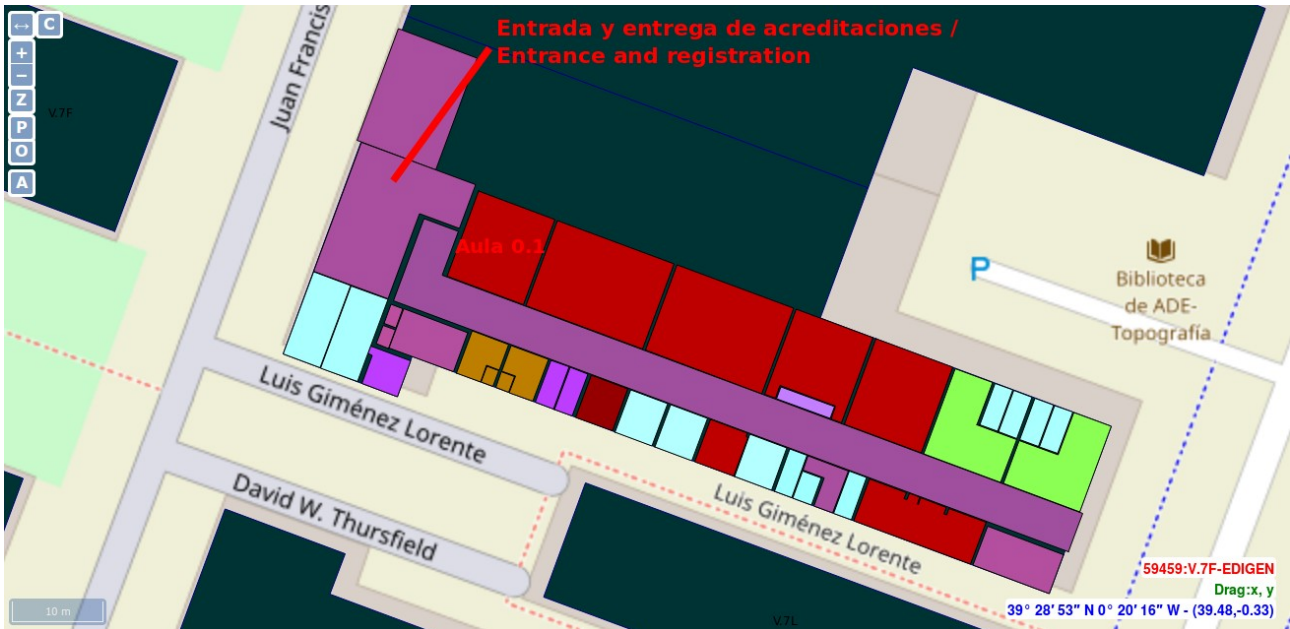 ↔ C
+
−
Z
P
O
A
V.7F
Juan Francis
Entrada y entrega de acreditaciones /
Entrance and registration
Aula 0.1
P
Biblioteca
de ADE-
Topografía
Luis Giménez Lorente
David W. Thursfield
Luis Giménez Lorente
V.7L
10 m
59459:V.7F-EDIGEN
Drag:x, y
39° 28′ 53″ N 0° 20′ 16″ W - (39.48,-0.33)